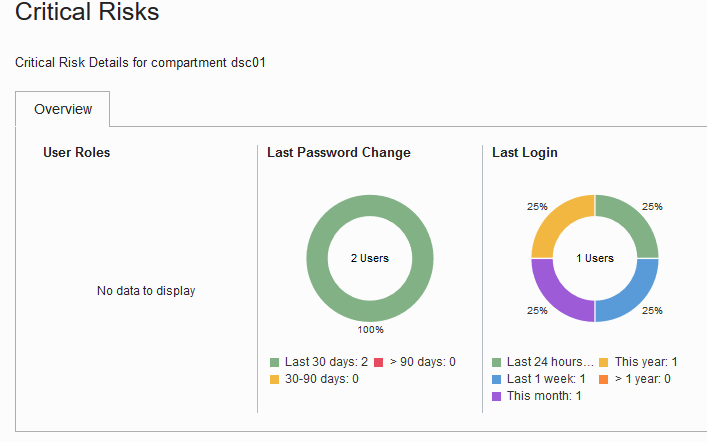 Critical Risks
Critical Risk Details for compartment dsc01
Overview
User Roles
No data to display
Last Password Change
2 Users
100%
Last 30 days: 2
> 90 days: 0
30-90 days: 0
Last Login
25%
25%
1 Users
25%
25%
Last 24 hours...
This year: 1
Last 1 week: 1
> 1 year: 0
This month: 1